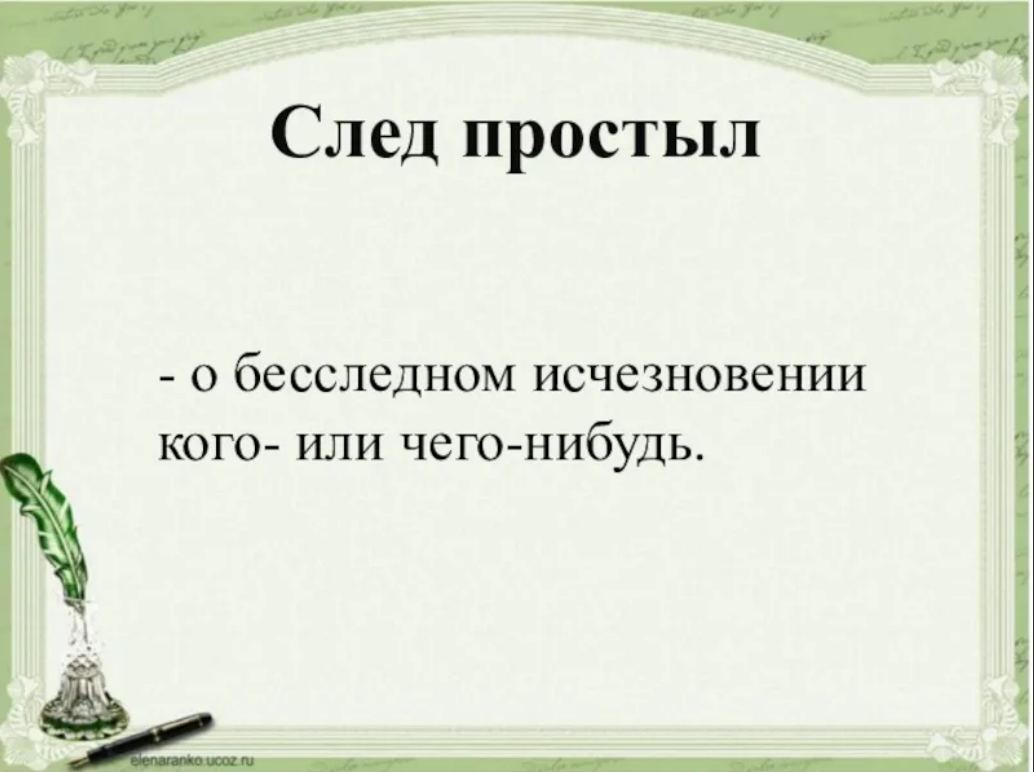 След простыл
- о бесследном исчезновении
кого- или чего-нибудь.
elenaranko.ucoz.ru